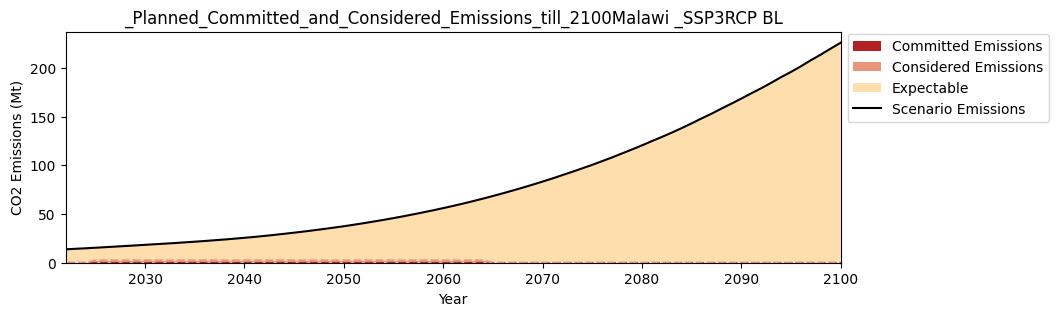 _Planned_Committed_and_Considered_Emissions_till_2100Malawi _SSP3RCP BL
Committed Emissions
Considered Emissions
Expectable
Scenario Emissions
CO2 Emissions (Mt)
200
150
100
50
0
2030 2040 2050 2060 2070 2080 2090 2100
Year